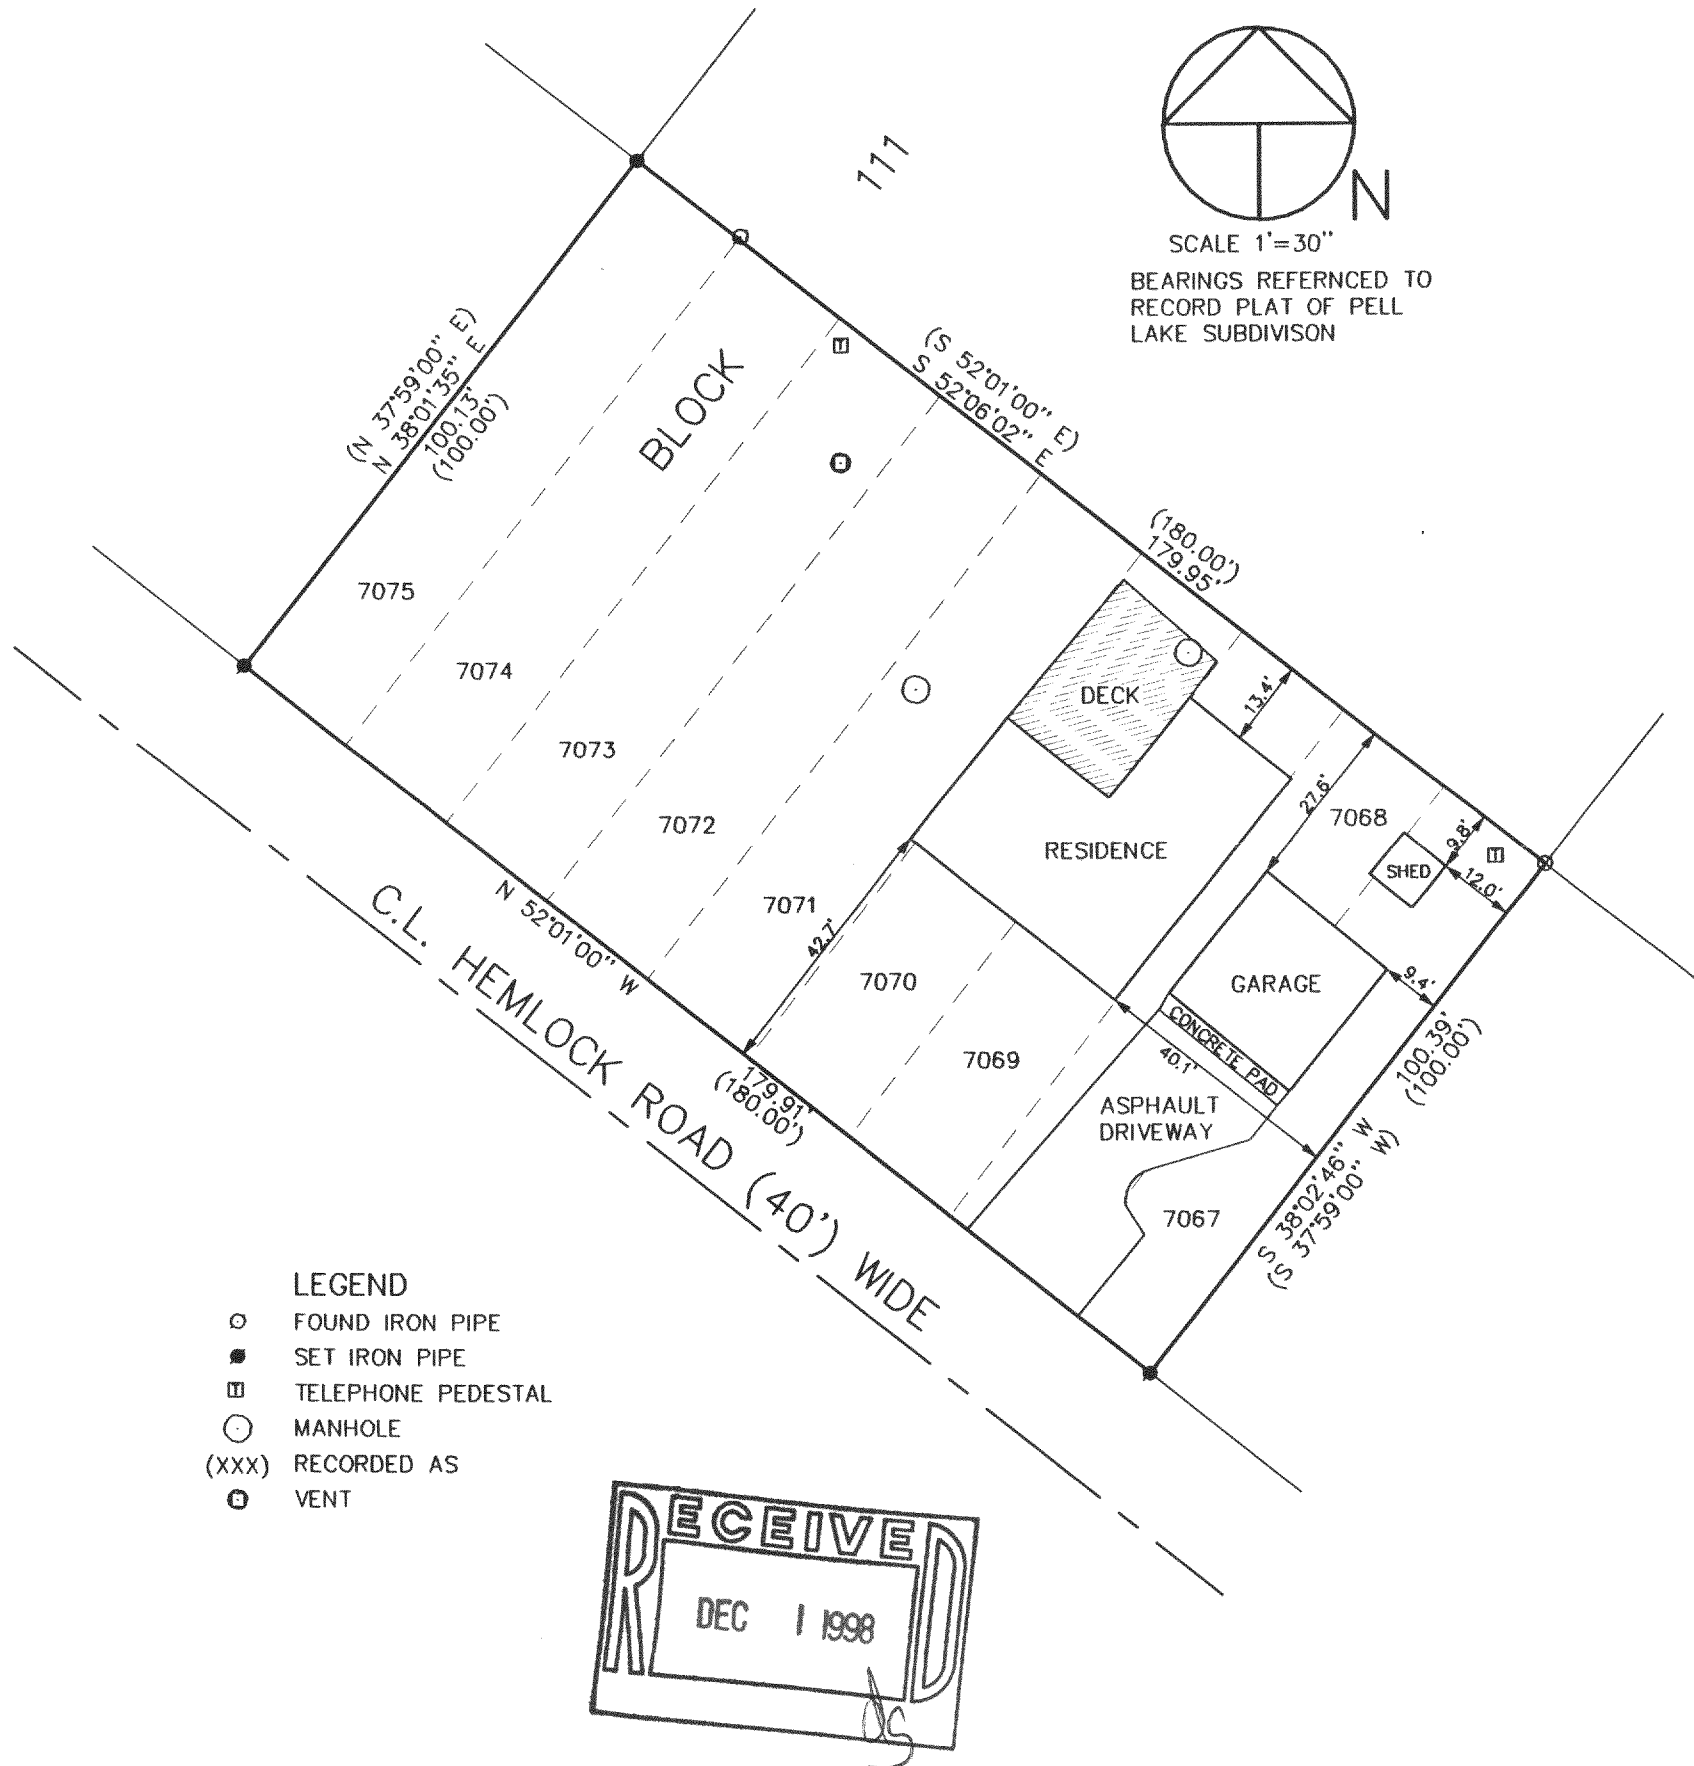 111
N
SCALE 1'=30"
BEARINGS REFERNCED TO
RECORD PLAT OF PELL
LAKE SUBDIVISON
(N 37°59'00" E)
N 38°01'35" E
100.13'
(100.00')
BLOCK
(S 52°01'00" E)
S 52°06'02" E
(180.00')
179.95'
7075
7074
7073
7072
7071
7070
7069
7068
7067
DECK
13.4'
27.6'
RESIDENCE
SHED
9.8'
12.0'
T
T
42.7'
GARAGE
9.4'
CONCRETE PAD
40.1'
ASPHAULT
DRIVEWAY
100.39'
(100.00')
S 38°02'46" W
(S 37°59'00" W)
N 52°01'00" W
179.91'
(180.00')
C.L. HEMLOCK ROAD (40') WIDE
LEGEND
FOUND IRON PIPE
SET IRON PIPE
T TELEPHONE PEDESTAL
MANHOLE
(XXX) RECORDED AS
VENT
RECEIVED
DEC 1 1998